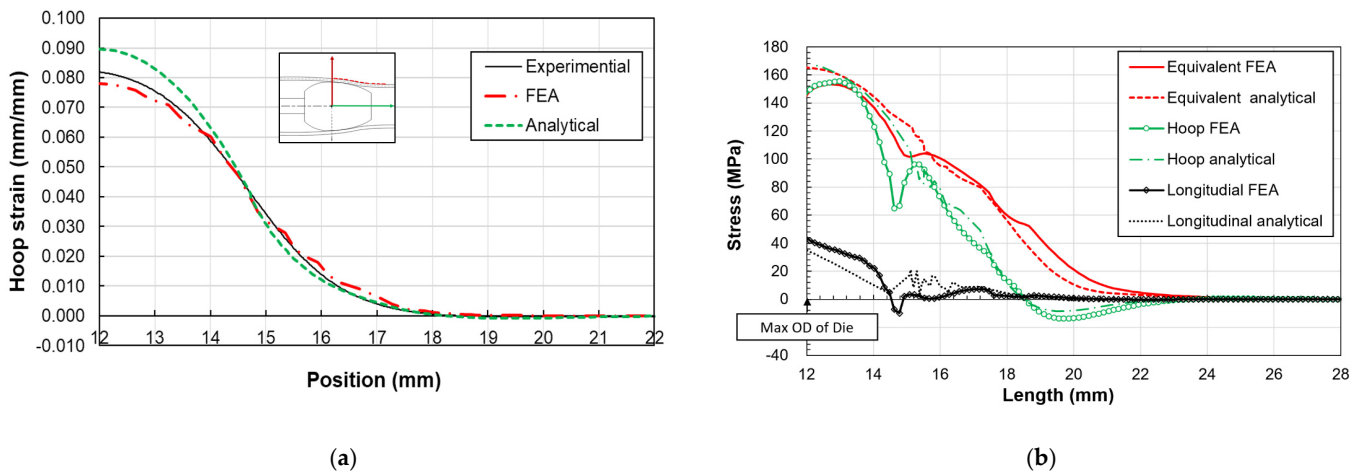 0.100
0.090
0.080
0.070
0.060
0.050
0.040
0.030
0.020
0.010
0.000
-0.010
Hoop strain (mm/mm)
Experimental
FEA
Analytical
12 13 14 15 16 17 18 19 20 21 22
Position (mm)
(a)
180
160
140
120
100
80
60
40
20
0
-20
-40
Stress (MPa)
Equivalent FEA
Equivalent analytical
Hoop FEA
Hoop analytical
Longitudial FEA
Longitudinal analytical
Max OD of Die
12 14 16 18 20 22 24 26 28
Length (mm)
(b)